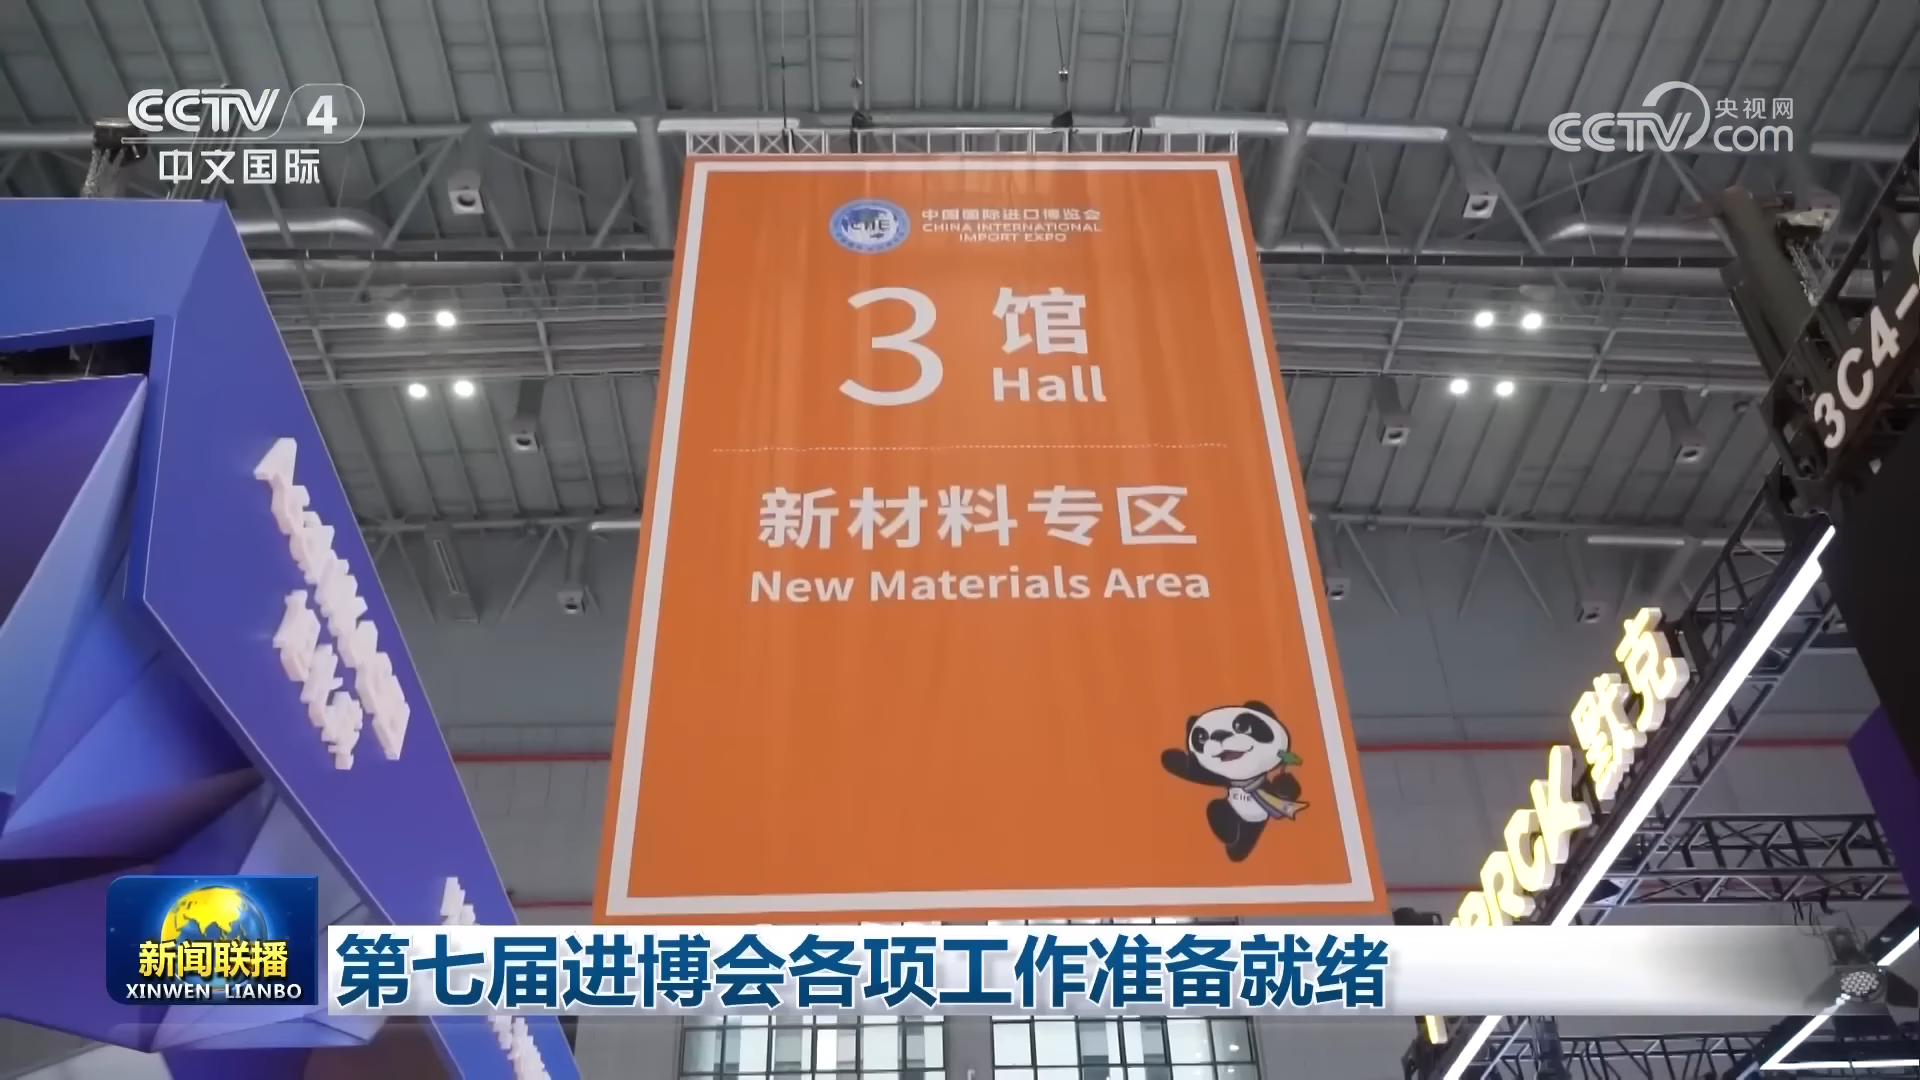 CCTV 4
中文国际
央视网
CCTV.com
CIIE
中国国际进口博览会
CHINA INTERNATIONAL
IMPORT EXPO
3 馆
Hall
新材料专区
New Materials Area
CIIE
3C4-
默克
新闻联播
XINWEN LIANBO
第七届进博会各项工作准备就绪